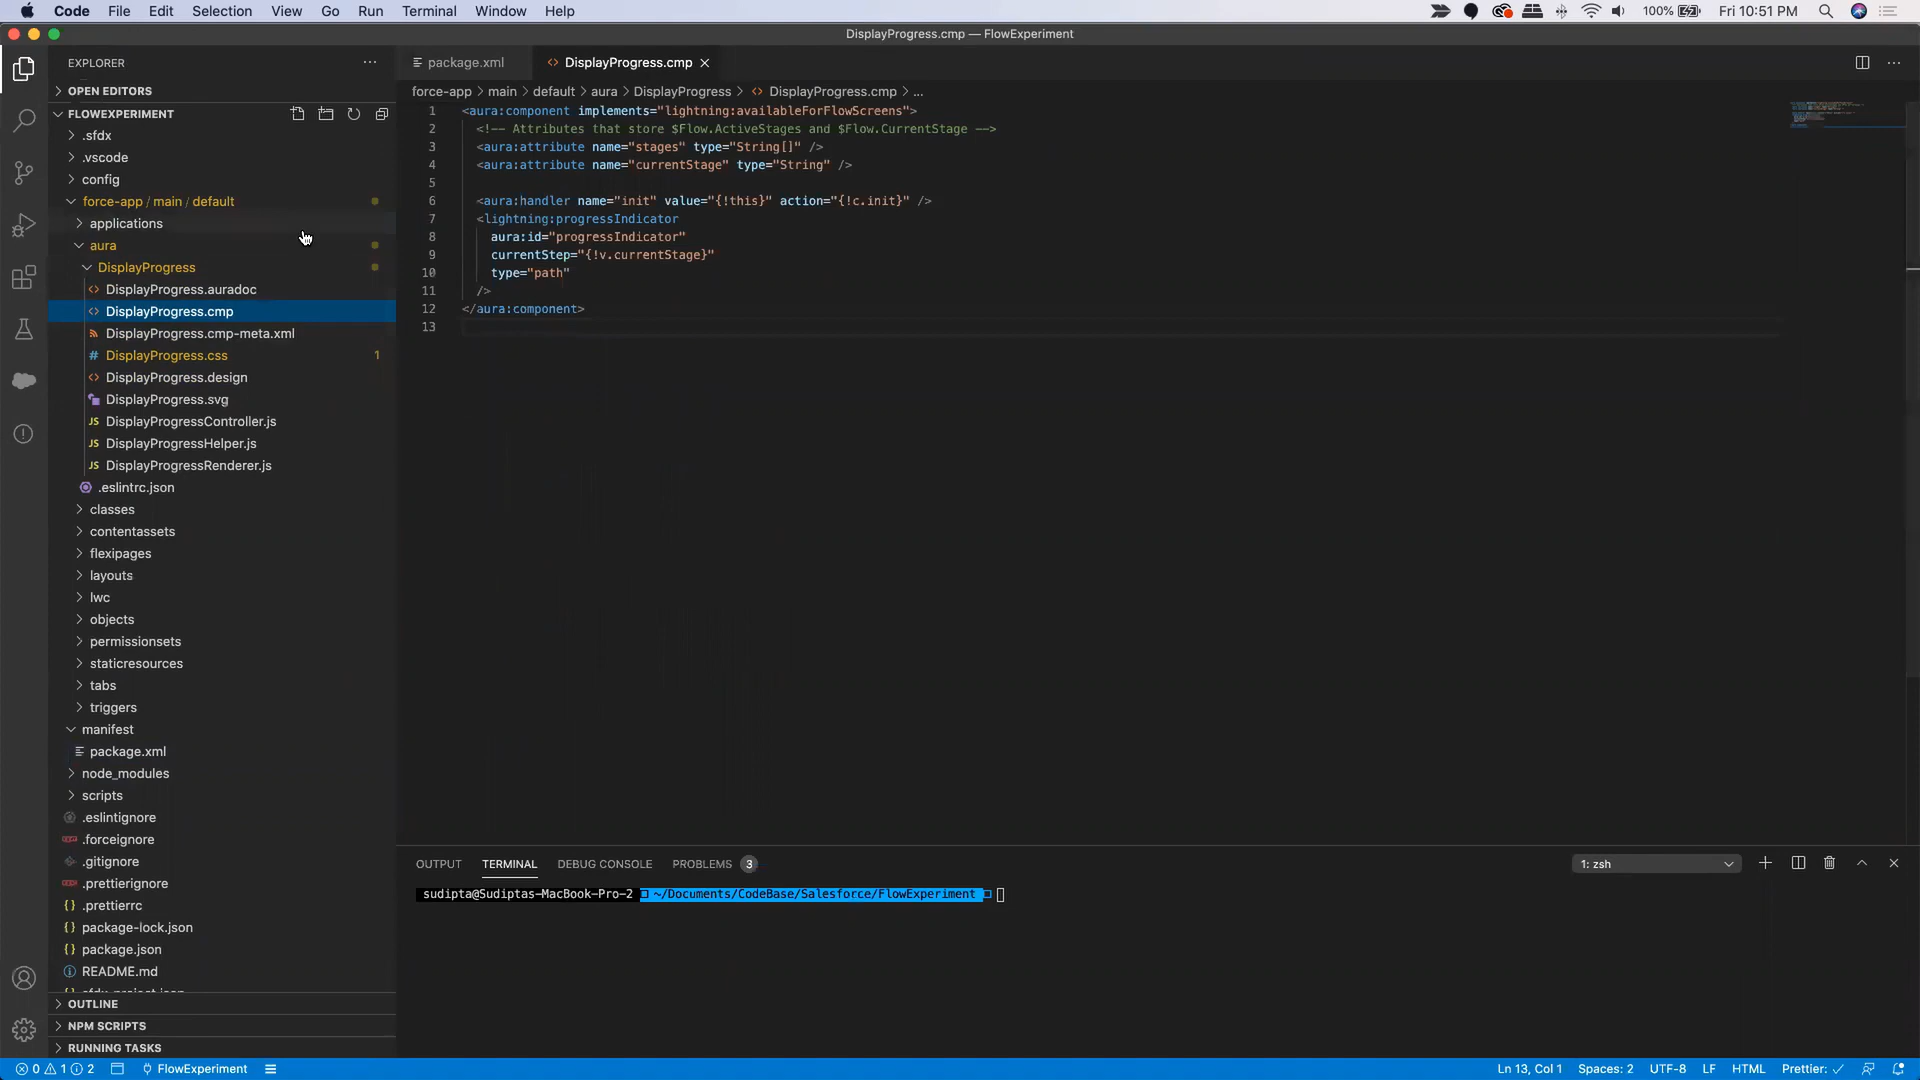 Code File Edit Selection View Go Run Terminal Window Help 100% Fri 10:51 PM
DisplayProgress.cmp — FlowExperiment
EXPLORER
package.xml
DisplayProgress.cmp
OPEN EDITORS
force-app > main > default > aura > DisplayProgress > DisplayProgress.cmp > ...
FLOWEXPERIMENT
.sfdx
.vscode
config
force-app / main / default
applications
aura
DisplayProgress
DisplayProgress.auradoc
DisplayProgress.cmp
DisplayProgress.cmp-meta.xml
DisplayProgress.css 1
DisplayProgress.design
DisplayProgress.svg
DisplayProgressController.js
DisplayProgressHelper.js
DisplayProgressRenderer.js
.eslintrc.json
classes
contentassets
flexipages
layouts
lwc
objects
permissionsets
staticresources
tabs
triggers
manifest
package.xml
node_modules
scripts
.eslintignore
.forceignore
.gitignore
.prettierignore
.prettierrc
package-lock.json
package.json
README.md
OUTLINE
NPM SCRIPTS
RUNNING TASKS
1 <aura:component implements="lightning:availableForFlowScreens">
2 <!-- Attributes that store $Flow.ActiveStages and $Flow.CurrentStage -->
3 <aura:attribute name="stages" type="String[]" />
4 <aura:attribute name="currentStage" type="String" />
5
6 <aura:handler name="init" value="{!this}" action="{!c.init}" />
7 <lightning:progressIndicator
8 aura:id="progressIndicator"
9 currentStep="{!v.currentStage}"
10 type="path"
11 />
12 </aura:component>
13
OUTPUT TERMINAL DEBUG CONSOLE PROBLEMS 3 1: zsh
sudipta@Sudiptas-MacBook-Pro-2 ~/Documents/CodeBase/Salesforce/FlowExperiment
0 1 2 FlowExperiment Ln 13, Col 1 Spaces: 2 UTF-8 LF HTML Prettier: ✓